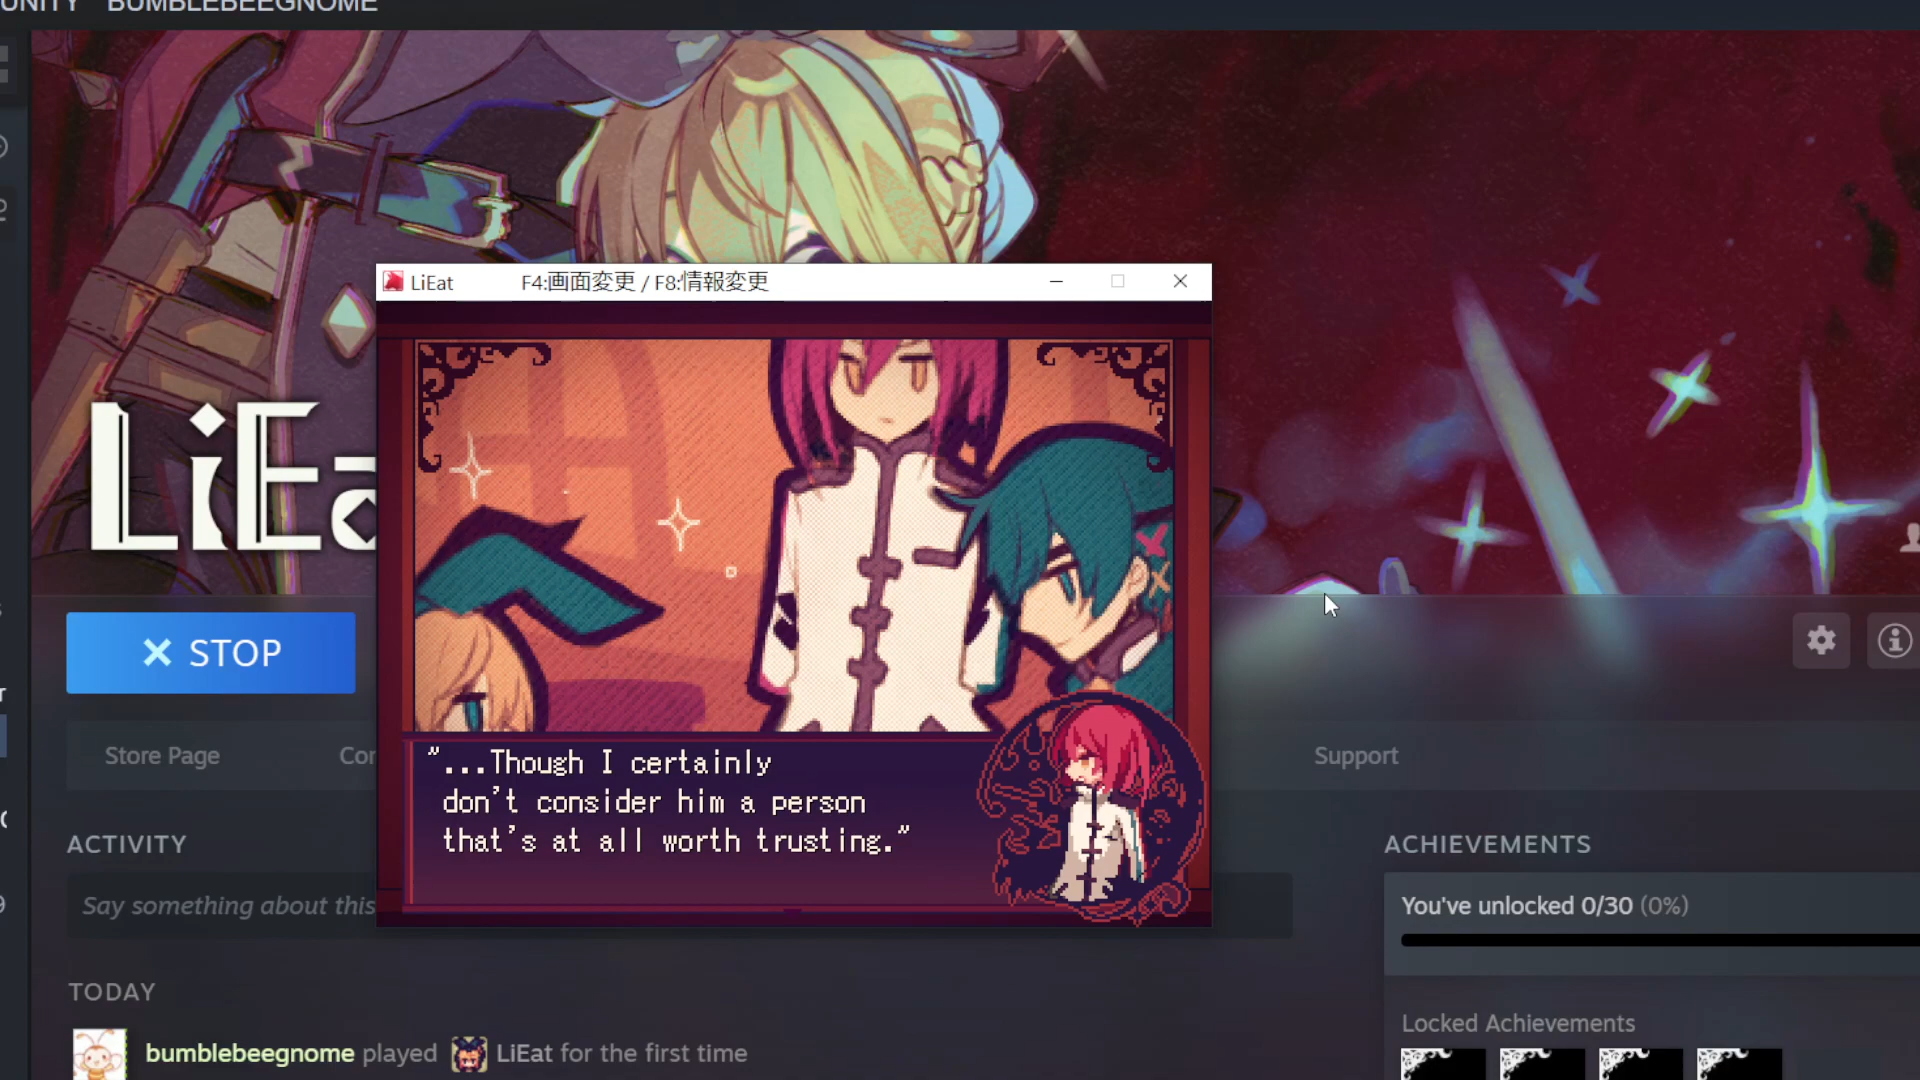 BUMBLEBEEGNOME
LiEat F4:画面変更 / F8:情報変更
STOP
Store Page
Support
"...Though I certainly
don't consider him a person
that's at all worth trusting."
ACTIVITY
Say something about this
ACHIEVEMENTS
You've unlocked 0/30 (0%)
TODAY
Locked Achievements
bumblebeegnome played LiEat for the first time